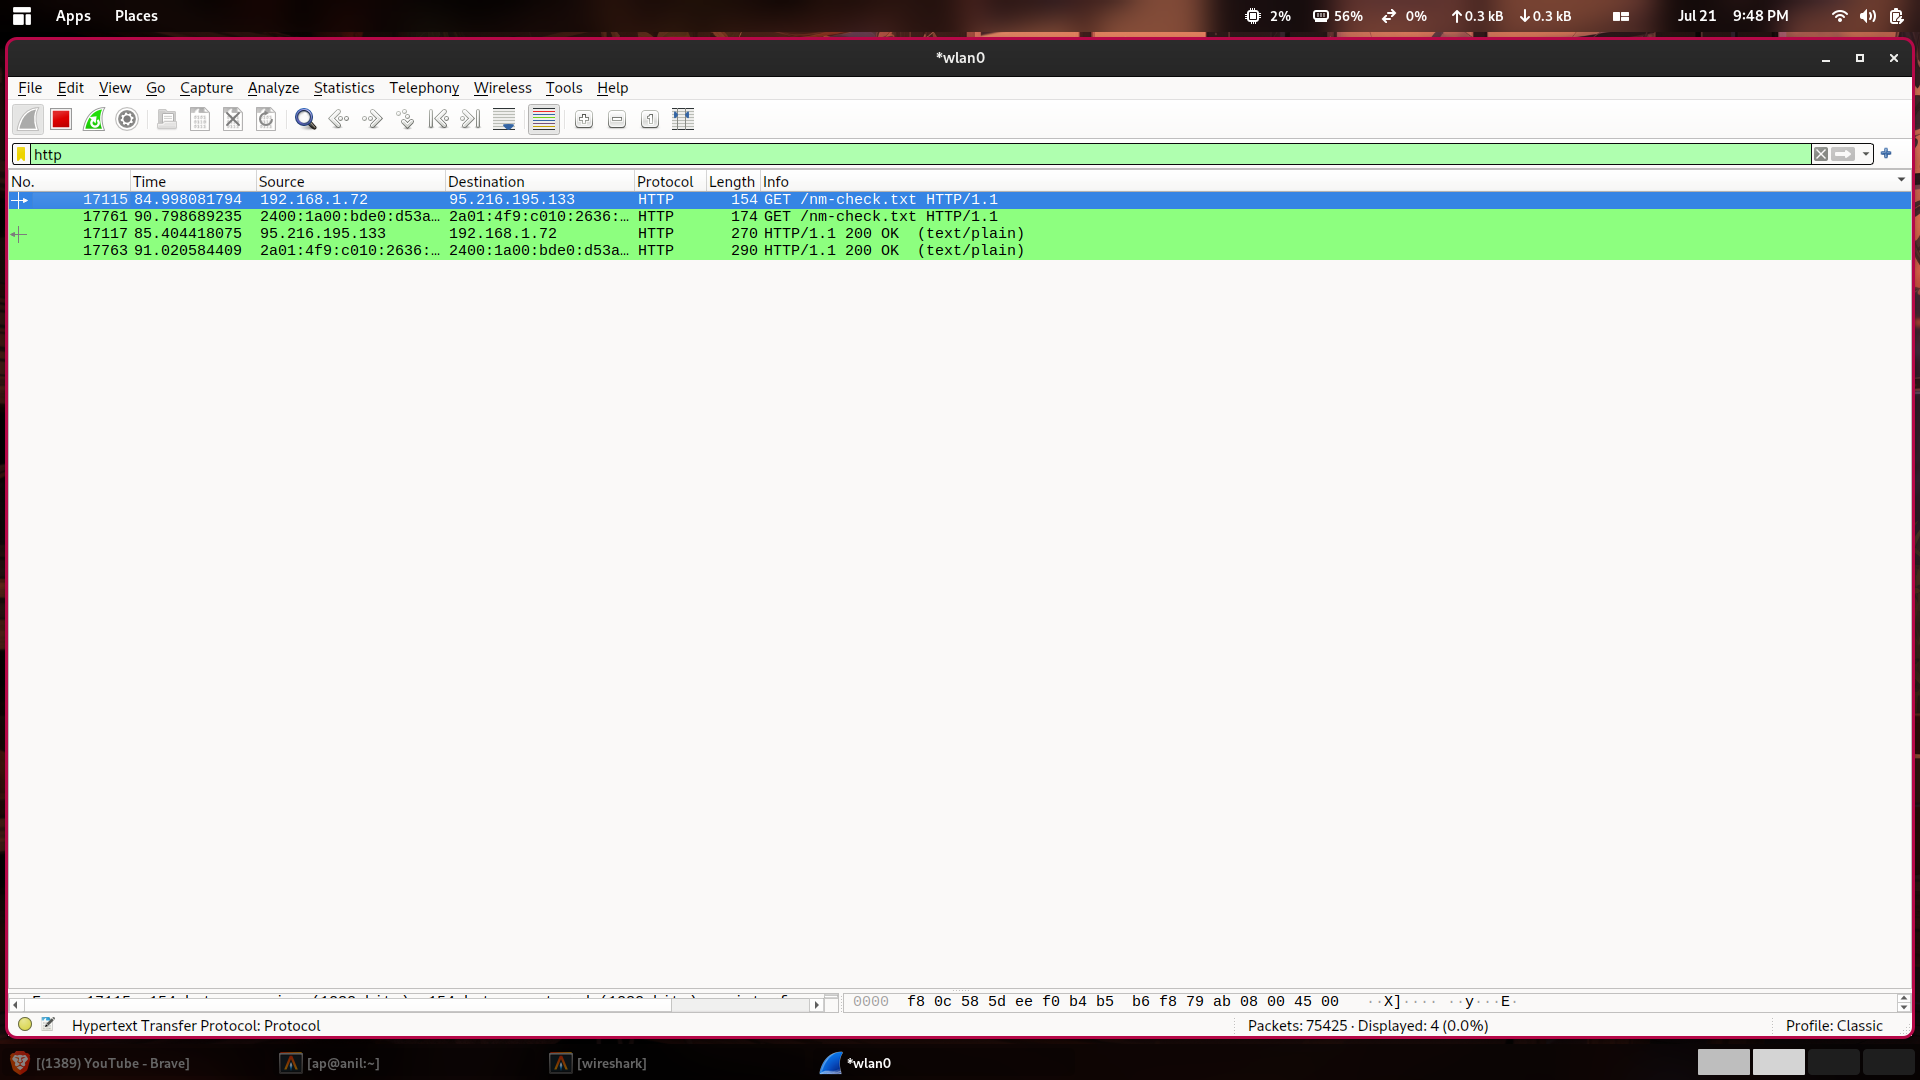 Apps Places 2% 56% 0% ↑0.3 kB ↓0.3 kB Jul 21 9:48 PM
*wlan0
File Edit View Go Capture Analyze Statistics Telephony Wireless Tools Help
http
No. Time Source Destination Protocol Length Info
17115 84.998081794 192.168.1.72 95.216.195.133 HTTP 154 GET /nm-check.txt HTTP/1.1
17761 90.798689235 2400:1a00:bde0:d53a… 2a01:4f9:c010:2636:… HTTP 174 GET /nm-check.txt HTTP/1.1
17117 85.404418075 95.216.195.133 192.168.1.72 HTTP 270 HTTP/1.1 200 OK (text/plain)
17763 91.020584409 2a01:4f9:c010:2636:… 2400:1a00:bde0:d53a… HTTP 290 HTTP/1.1 200 OK (text/plain)
0000 f8 0c 58 5d ee f0 b4 b5 b6 f8 79 ab 08 00 45 00 ··X]···· ··y···E·
Hypertext Transfer Protocol: Protocol Packets: 75425 · Displayed: 4 (0.0%) Profile: Classic
[(1389) YouTube - Brave] [ap@anil:~] [wireshark] *wlan0